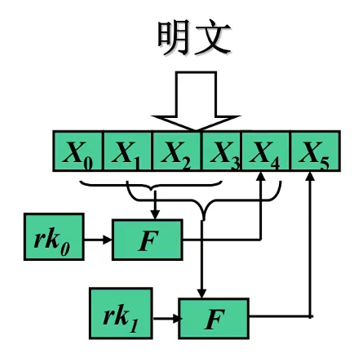 明文
X₀ X₁ X₂ X₃ X₄ X₅
rk₀ F
rk₁ F